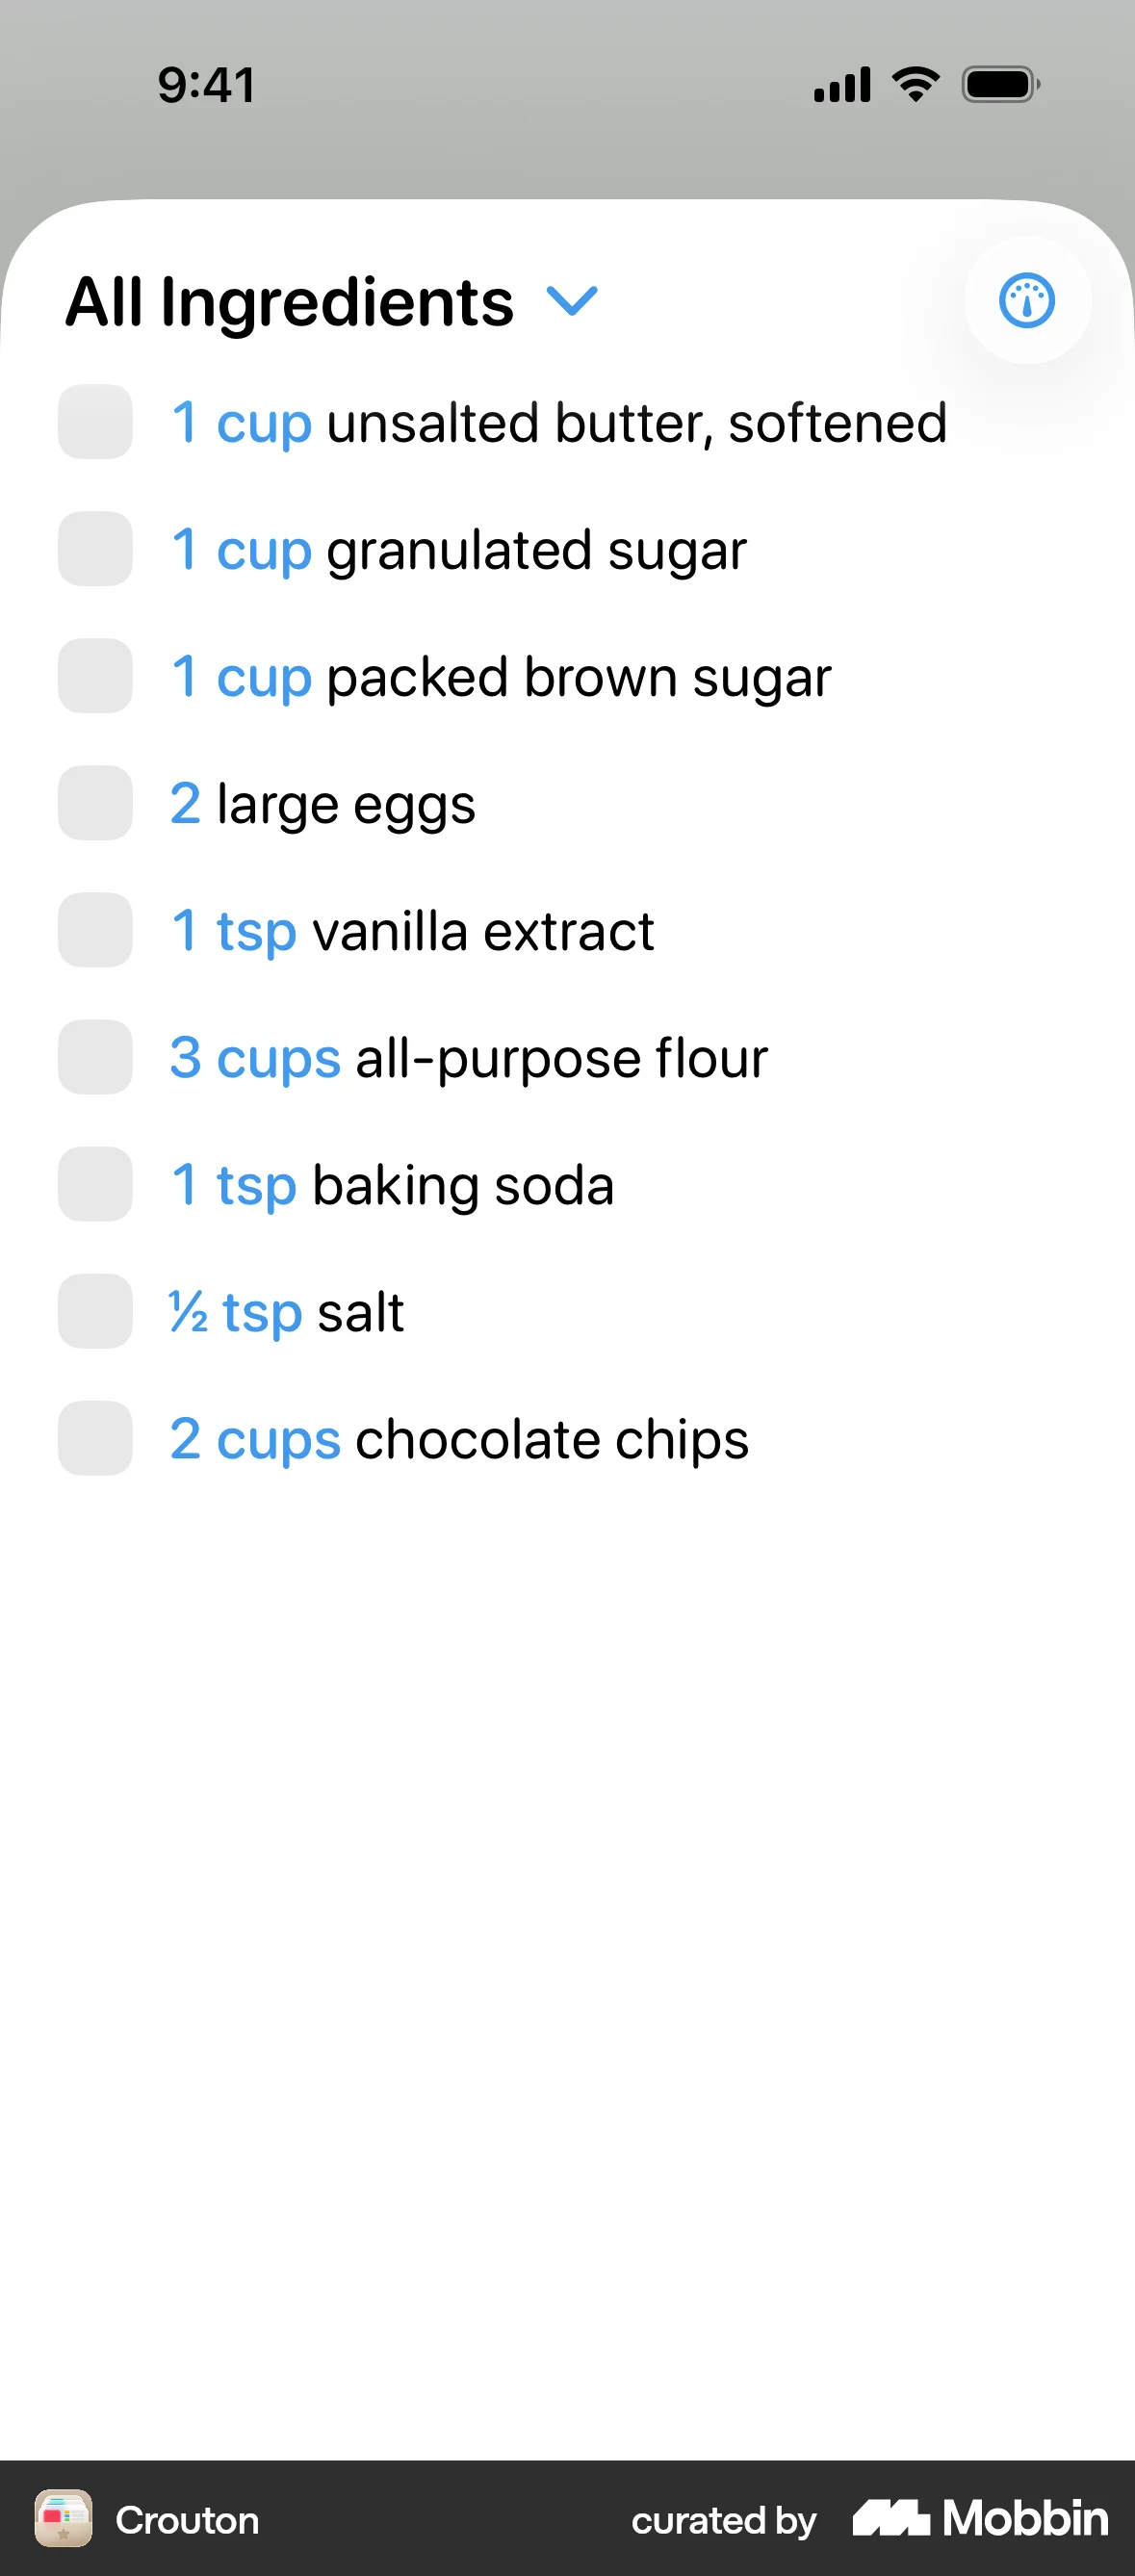 9:41
All Ingredients
1 cup unsalted butter, softened
1 cup granulated sugar
1 cup packed brown sugar
2 large eggs
1 tsp vanilla extract
3 cups all-purpose flour
1 tsp baking soda
½ tsp salt
2 cups chocolate chips
Crouton curated by Mobbin